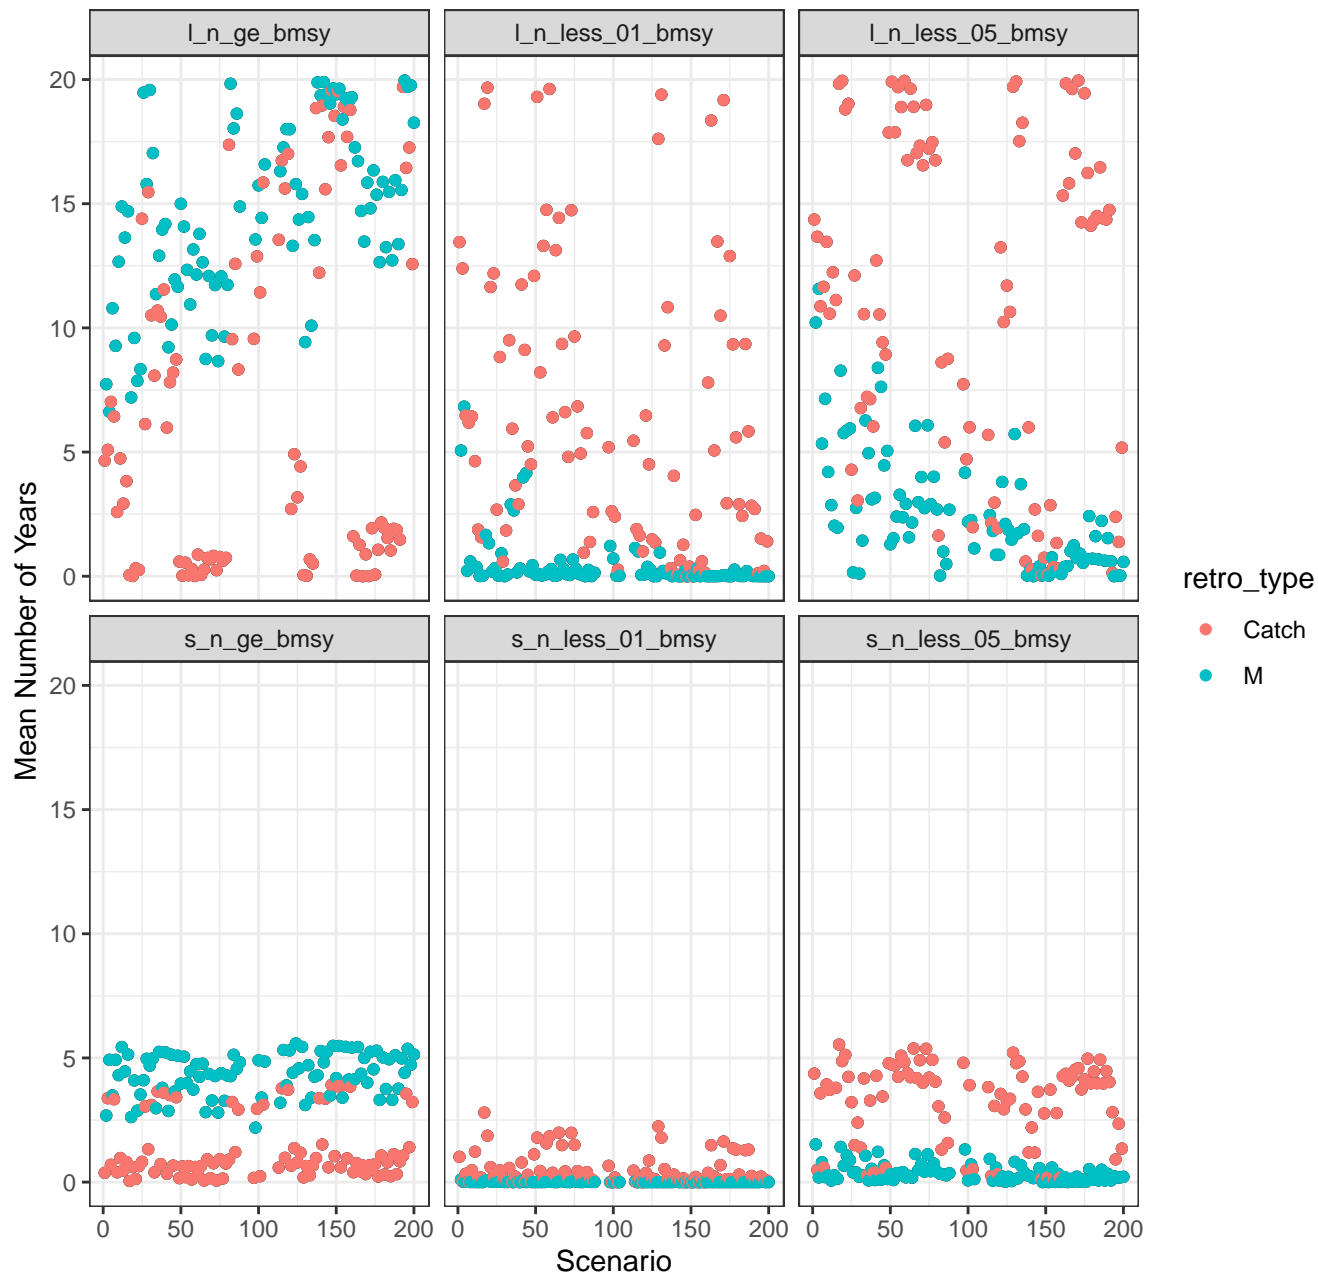 l_n_ge_bmsy
l_n_less_01_bmsy
l_n_less_05_bmsy
20
15
10
5
0
s_n_ge_bmsy
s_n_less_01_bmsy
s_n_less_05_bmsy
20
15
10
5
0
0 50 100 150 200
0 50 100 150 200
0 50 100 150 200
Scenario
Mean Number of Years
retro_type
Catch
M